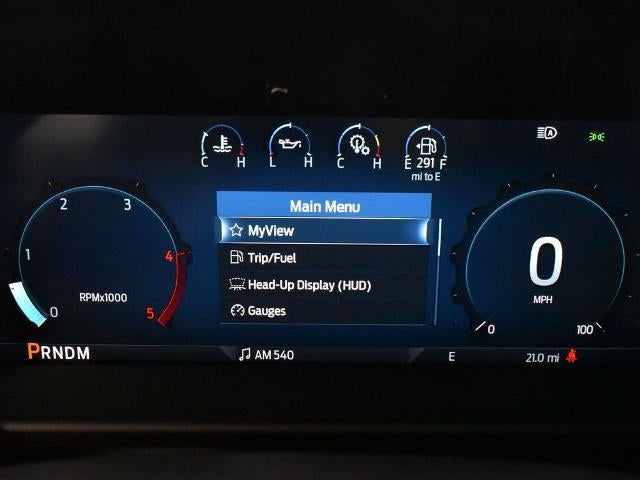 C H L H C H E 291 F
mi to E
Main Menu
MyView
Trip/Fuel
Head-Up Display (HUD)
Gauges
0 1 2 3 4 5
RPMx1000
0
MPH
0 100
PRNDM
AM 540
E
21.0 mi